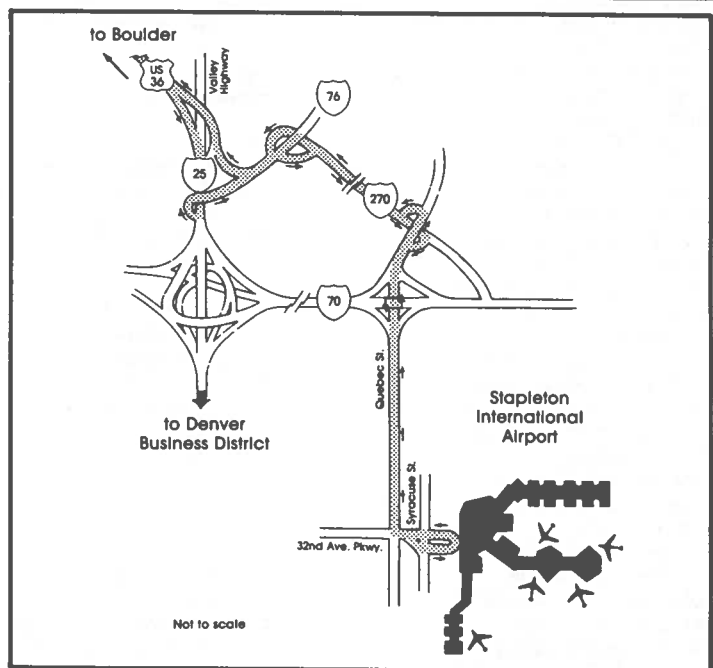 to Boulder
US
36
Valley
Highway
76
25
270
70
Quebec St.
to Denver
Business District
Stapleton
International
Airport
Syracuse St.
32nd Ave. Pkwy.
Not to scale